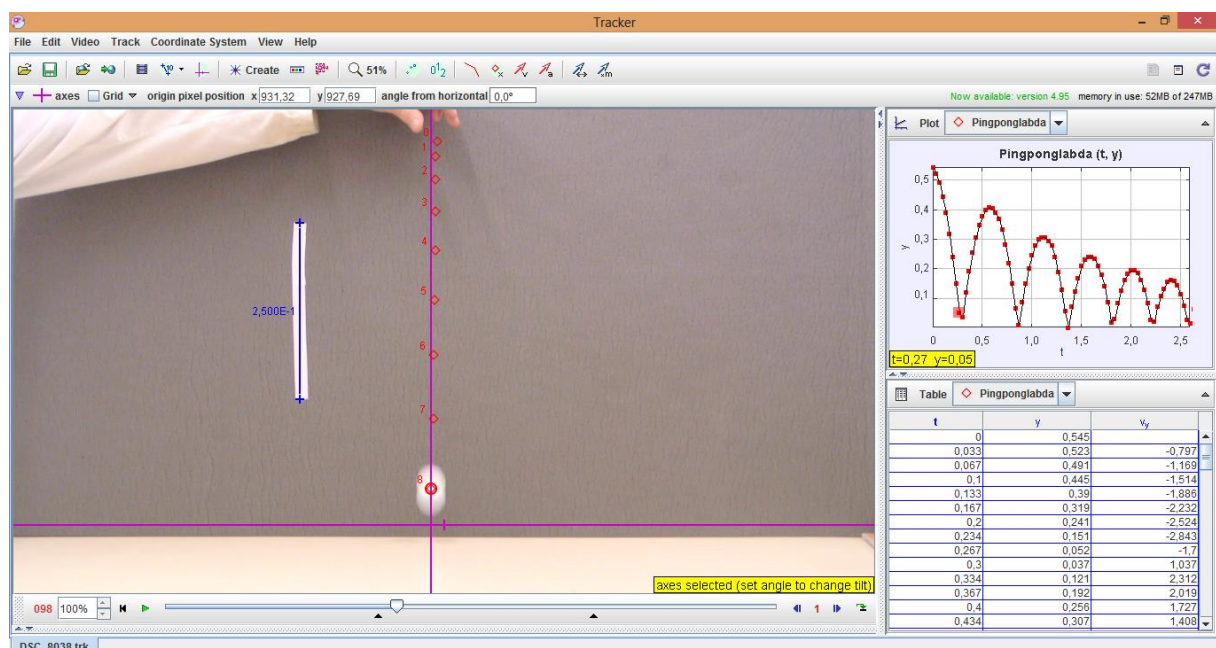 Tracker
File Edit Video Track Coordinate System View Help
Create 51%
axes Grid origin pixel position x 931,32 y 927,69 angle from horizontal 0,0°
Now available: version 4.95 memory in use: 52MB of 247MB
0
1
2
3
4
5
6
7
8
2,500E-1
axes selected (set angle to change tilt)
098 100% 1
DSC_8038.trk
Plot Pingponglabda
Pingponglabda (t, y)
0,5
0,4
0,3
0,2
0,1
y
0 0,5 1,0 1,5 2,0 2,5
t
t=0,27 y=0,05
Table Pingponglabda
t y vy
0 0,545
0,033 0,523 -0,797
0,067 0,491 -1,169
0,1 0,445 -1,514
0,133 0,39 -1,886
0,167 0,319 -2,232
0,2 0,241 -2,524
0,234 0,151 -2,843
0,267 0,052 -1,7
0,3 0,037 1,037
0,334 0,121 2,312
0,367 0,192 2,019
0,4 0,256 1,727
0,434 0,307 1,408